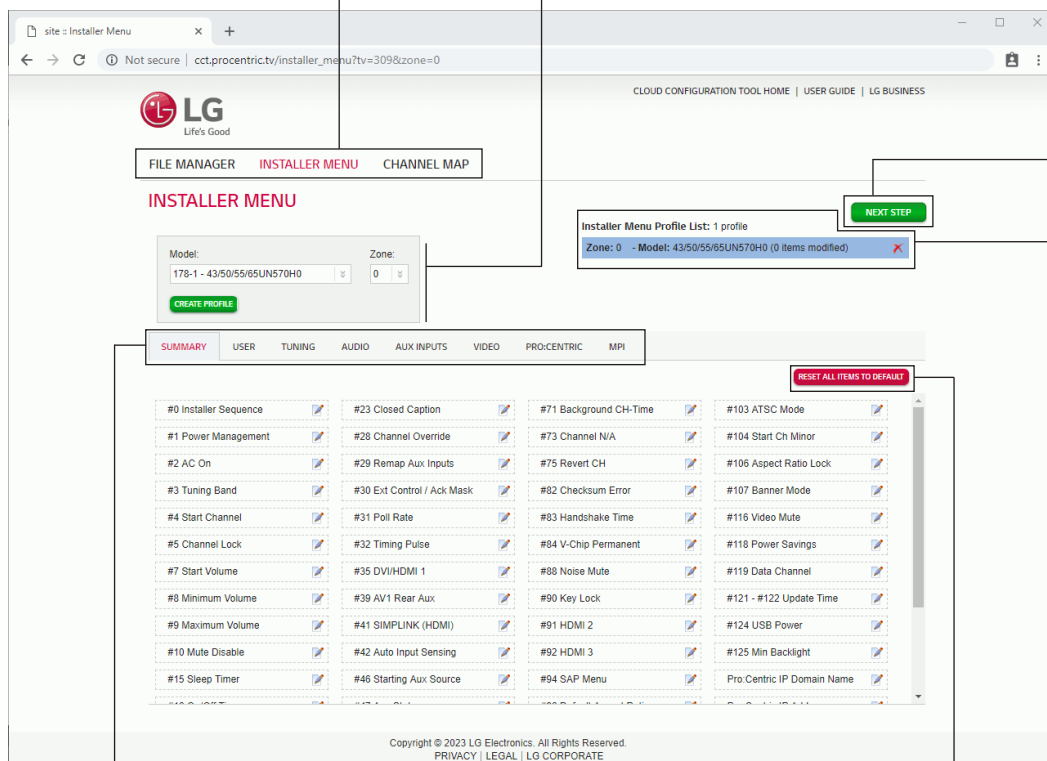 site :: Installer Menu
Not secure | cct.procentric.tv/installer_menu?tv=309&zone=0
CLOUD CONFIGURATION TOOL HOME | USER GUIDE | LG BUSINESS
LG
Life's Good
FILE MANAGER INSTALLER MENU CHANNEL MAP
INSTALLER MENU
NEXT STEP
Installer Menu Profile List: 1 profile
Zone: 0 - Model: 43/50/55/65UN570H0 (0 items modified)
Model: Zone:
178-1 - 43/50/55/65UN570H0 0
CREATE PROFILE
SUMMARY USER TUNING AUDIO AUX INPUTS VIDEO PRO:CENTRIC MPI
RESET ALL ITEMS TO DEFAULT
#0 Installer Sequence #23 Closed Caption #71 Background CH-Time #103 ATSC Mode
#1 Power Management #28 Channel Override #73 Channel N/A #104 Start Ch Minor
#2 AC On #29 Remap Aux Inputs #75 Revert CH #106 Aspect Ratio Lock
#3 Tuning Band #30 Ext Control / Ack Mask #82 Checksum Error #107 Banner Mode
#4 Start Channel #31 Poll Rate #83 Handshake Time #116 Video Mute
#5 Channel Lock #32 Timing Pulse #84 V-Chip Permanent #118 Power Savings
#7 Start Volume #35 DVI/HDMI 1 #88 Noise Mute #119 Data Channel
#8 Minimum Volume #39 AV1 Rear Aux #90 Key Lock #121 - #122 Update Time
#9 Maximum Volume #41 SIMPLINK (HDMI) #91 HDMI 2 #124 USB Power
#10 Mute Disable #42 Auto Input Sensing #92 HDMI 3 #125 Min Backlight
#15 Sleep Timer #46 Starting Aux Source #94 SAP Menu Pro:Centric IP Domain Name
Copyright © 2023 LG Electronics. All Rights Reserved.
PRIVACY | LEGAL | LG CORPORATE